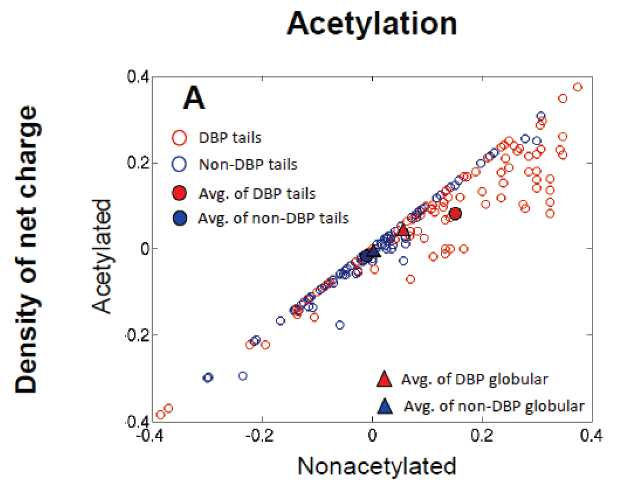 Acetylation
Density of net charge
Acetylated
A
DBP tails
Non-DBP tails
Avg. of DBP tails
Avg. of non-DBP tails
Avg. of DBP globular
Avg. of non-DBP globular
0.4
0.2
0
-0.2
-0.4
-0.4 -0.2 0 0.2 0.4
Nonacetylated